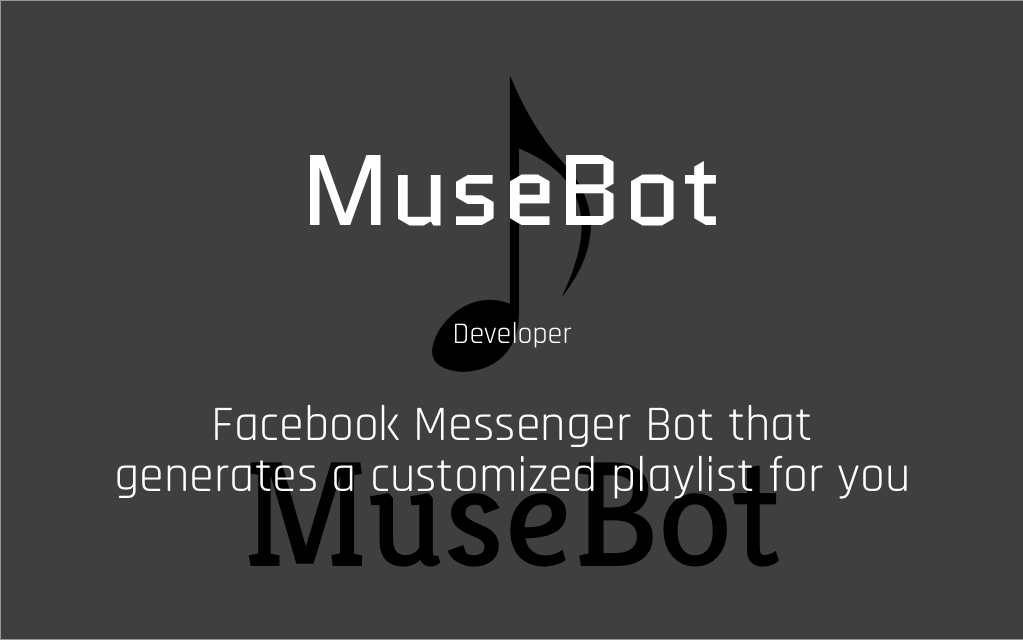 MuseBot
Developer
Facebook Messenger Bot that
generates a customized playlist for you
MuseBot